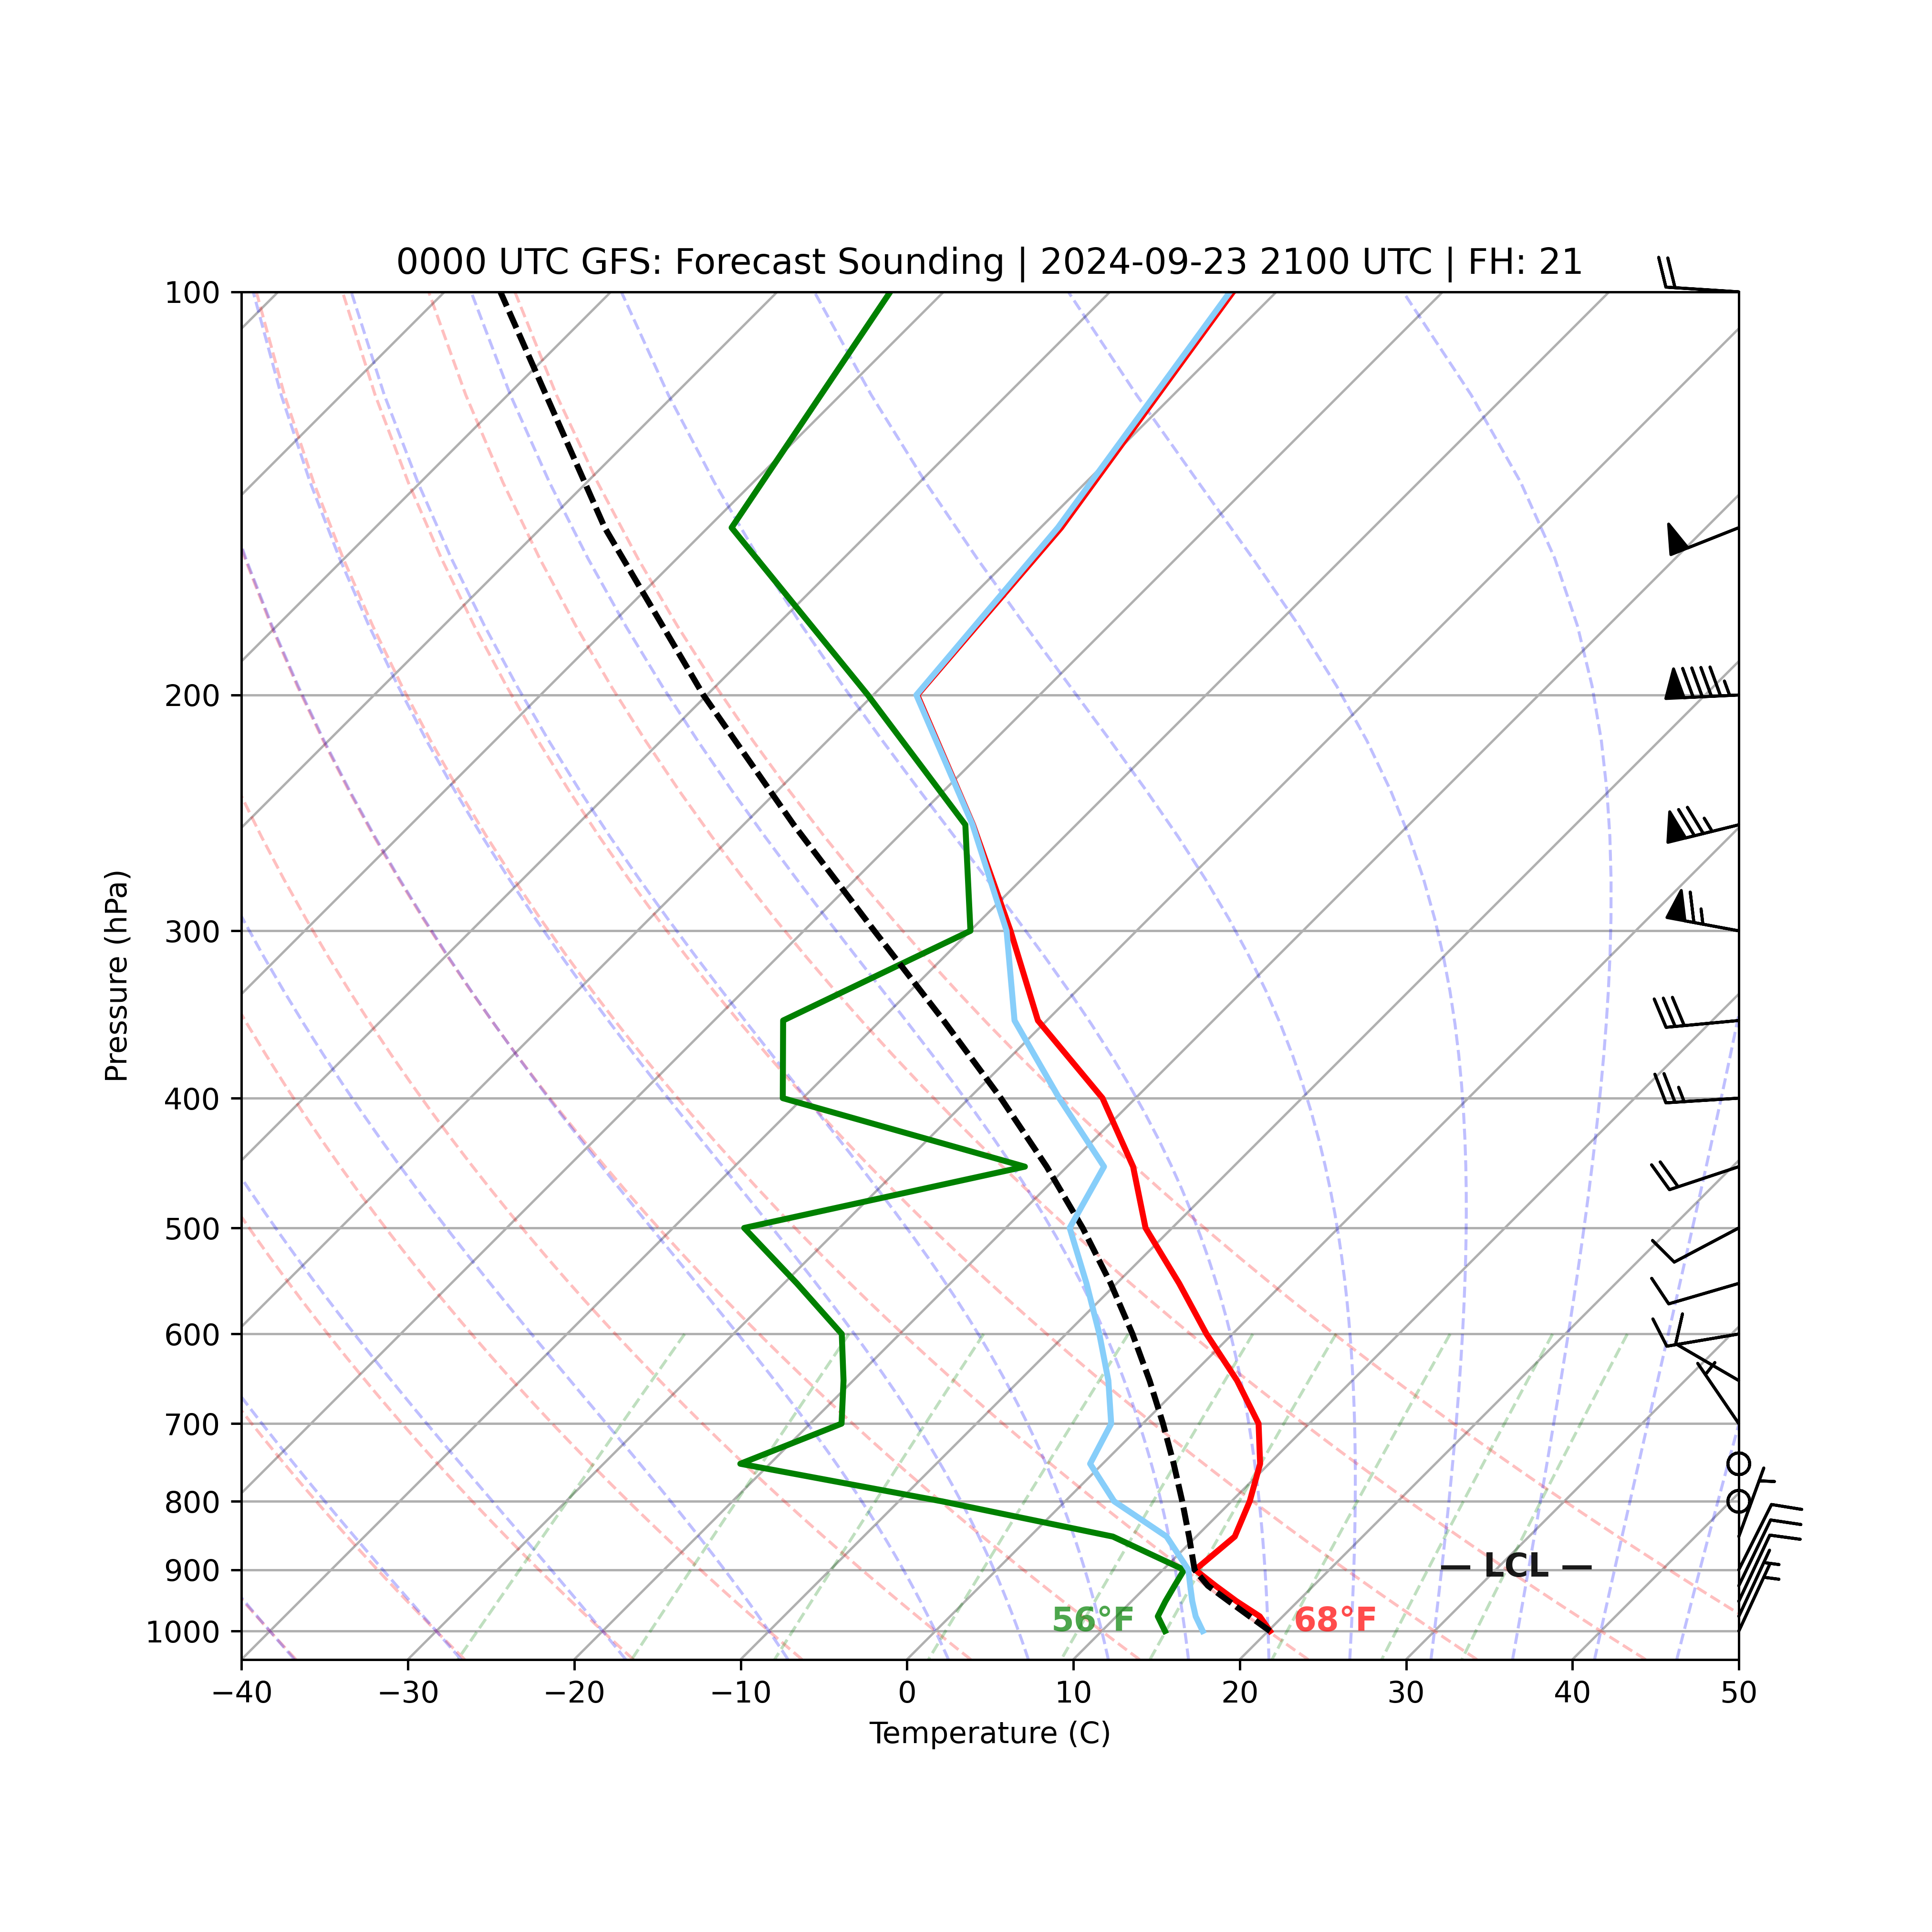 0000 UTC GFS: Forecast Sounding | 2024-09-23 2100 UTC | FH: 21
100
200
300
400
500
600
700
800
900
1000
Pressure (hPa)
— LCL —
56°F
68°F
−40 −30 −20 −10 0 10 20 30 40 50
Temperature (C)